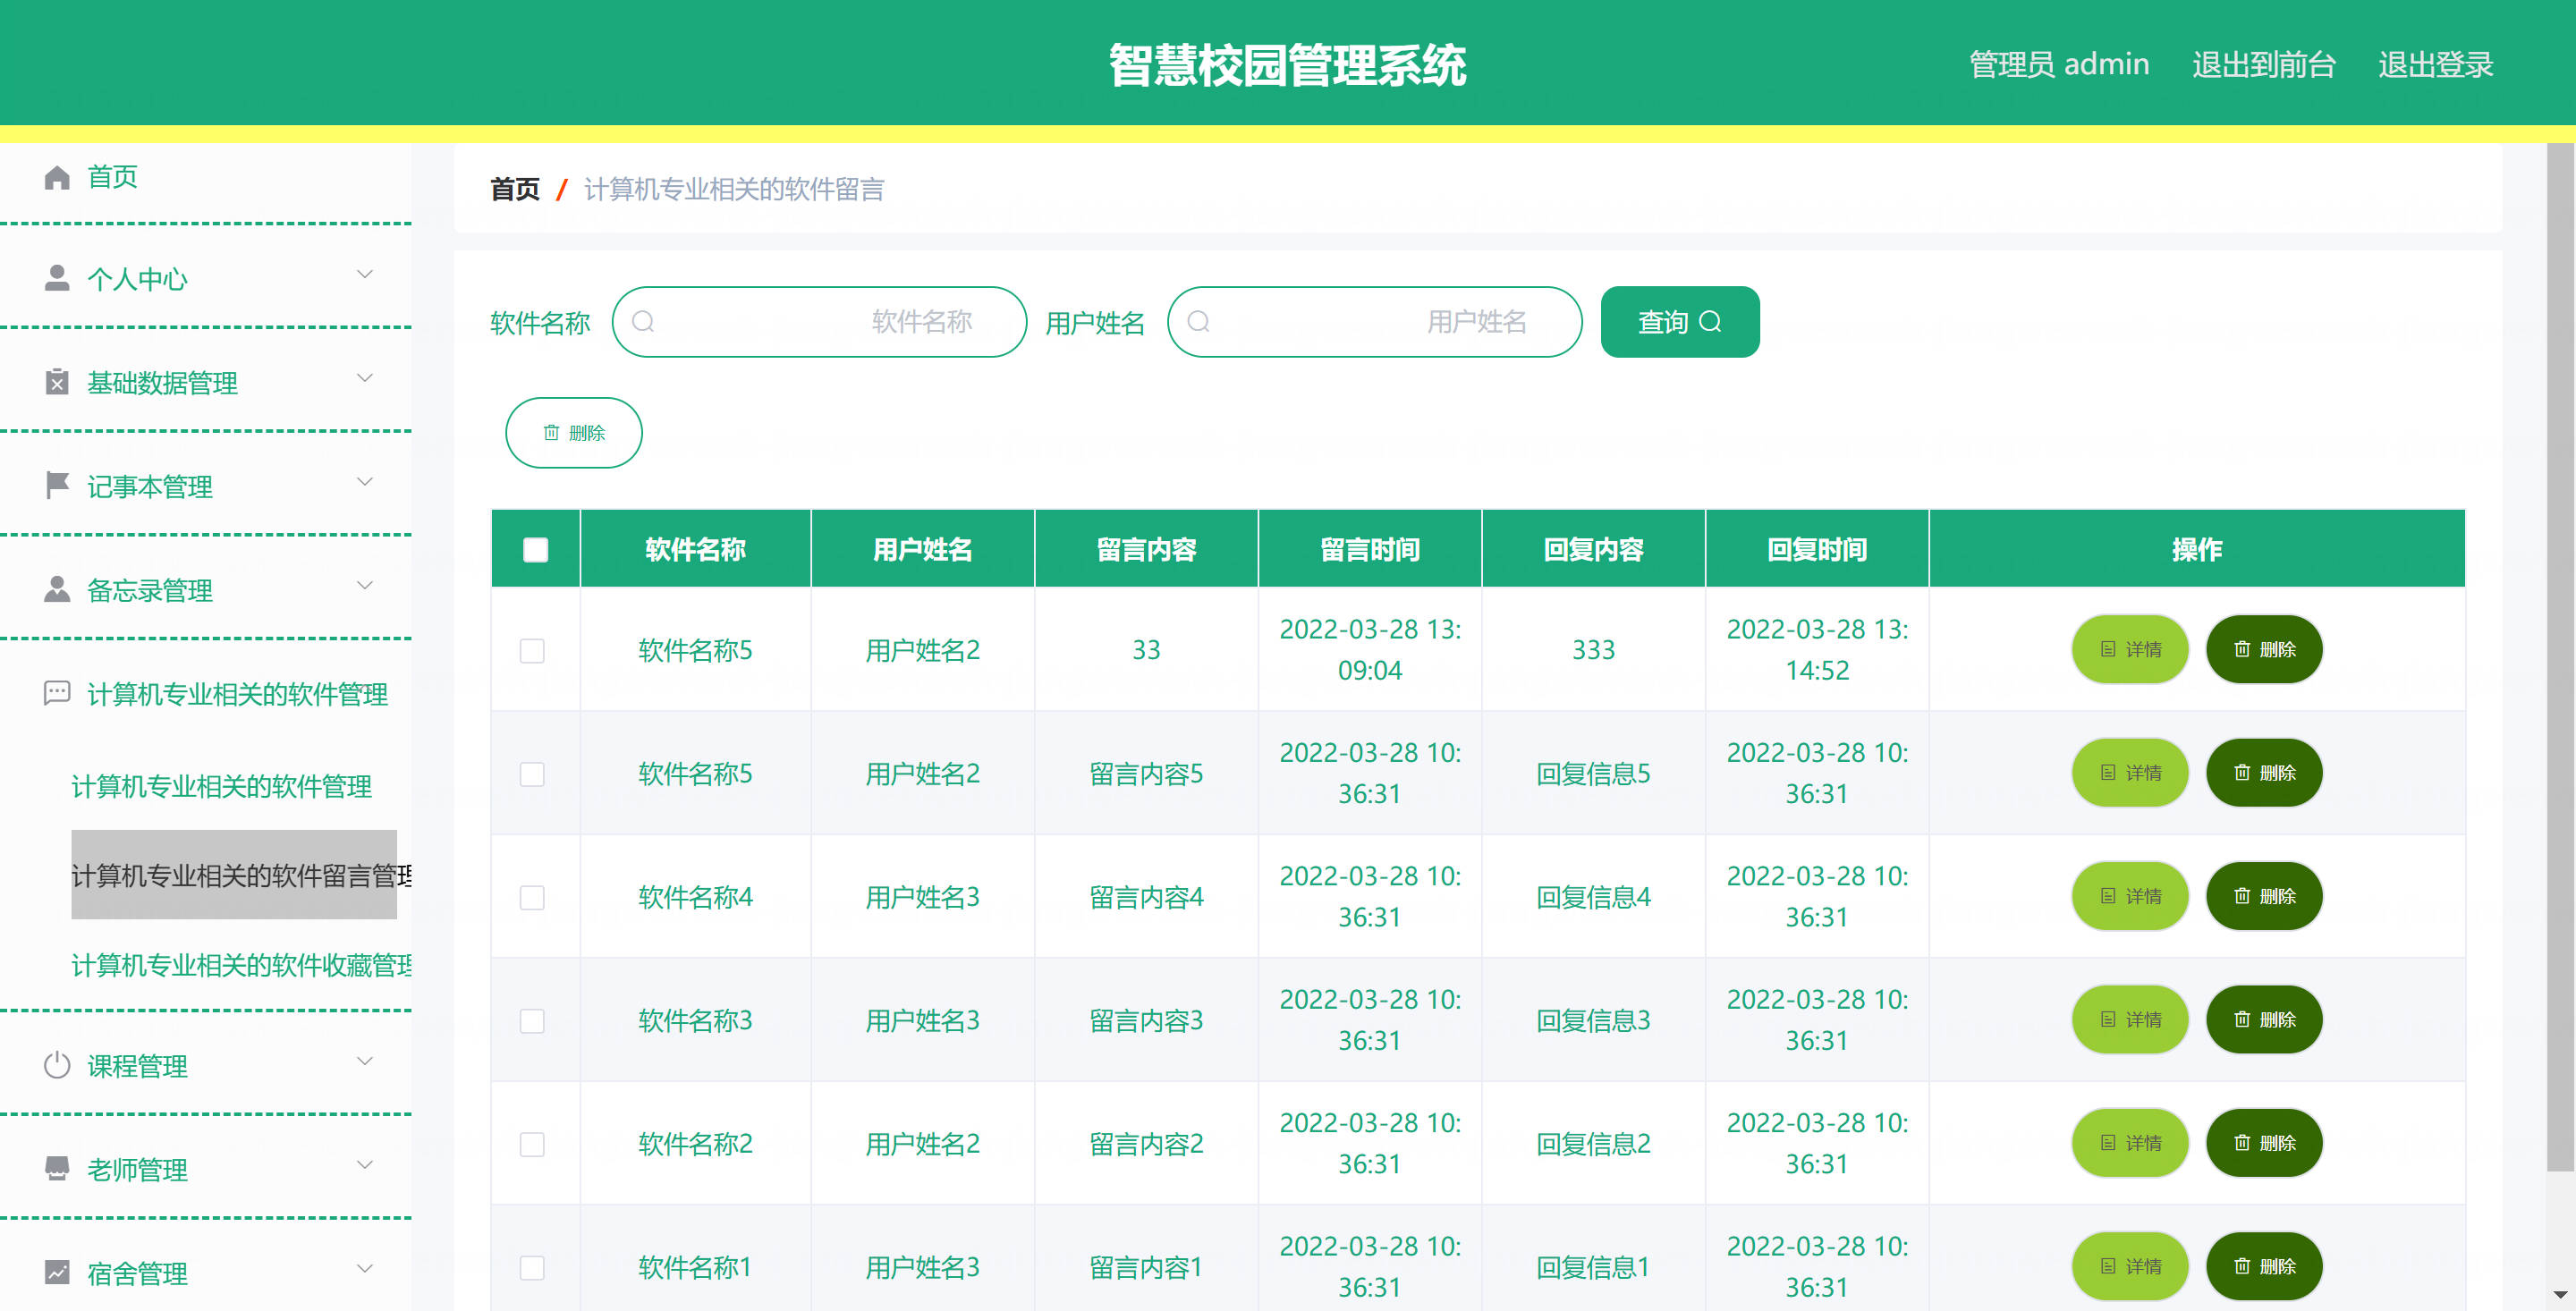 智慧校园管理系统
管理员 admin 退出到前台 退出登录
首页
个人中心
基础数据管理
记事本管理
备忘录管理
计算机专业相关的软件管理
计算机专业相关的软件管理
计算机专业相关的软件留言管理
计算机专业相关的软件收藏管理
课程管理
老师管理
宿舍管理
首页 / 计算机专业相关的软件留言
软件名称 软件名称 用户姓名 用户姓名 查询
删除
软件名称 用户姓名 留言内容 留言时间 回复内容 回复时间 操作
软件名称5 用户姓名2 33 2022-03-28 13:09:04 333 2022-03-28 13:14:52 详情 删除
软件名称5 用户姓名2 留言内容5 2022-03-28 10:36:31 回复信息5 2022-03-28 10:36:31 详情 删除
软件名称4 用户姓名3 留言内容4 2022-03-28 10:36:31 回复信息4 2022-03-28 10:36:31 详情 删除
软件名称3 用户姓名3 留言内容3 2022-03-28 10:36:31 回复信息3 2022-03-28 10:36:31 详情 删除
软件名称2 用户姓名2 留言内容2 2022-03-28 10:36:31 回复信息2 2022-03-28 10:36:31 详情 删除
软件名称1 用户姓名3 留言内容1 2022-03-28 10:36:31 回复信息1 2022-03-28 10:36:31 详情 删除